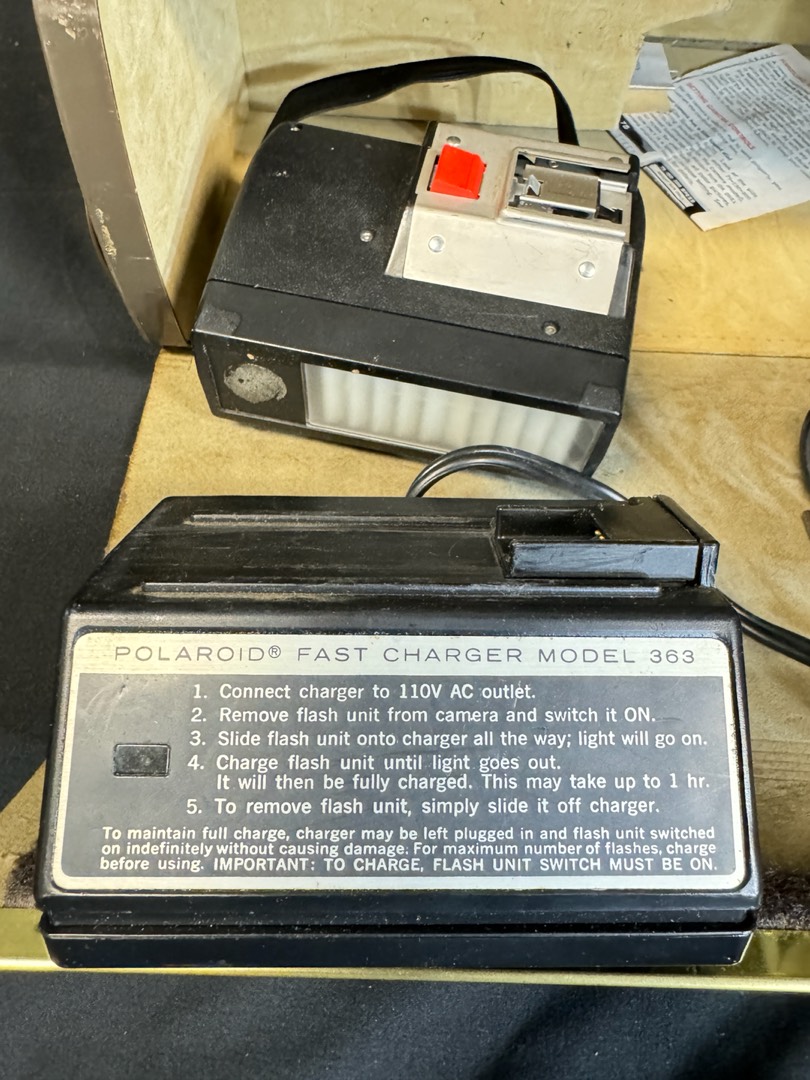 POLAROID® FAST CHARGER MODEL 363
1. Connect charger to 110V AC outlet.
2. Remove flash unit from camera and switch it ON.
3. Slide flash unit onto charger all the way; light will go on.
4. Charge flash unit until light goes out.
It will then be fully charged. This may take up to 1 hr.
5. To remove flash unit, simply slide it off charger.
To maintain full charge, charger may be left plugged in and flash unit switched
on indefinitely without causing damage. For maximum number of flashes, charge
before using. IMPORTANT: TO CHARGE, FLASH UNIT SWITCH MUST BE ON.